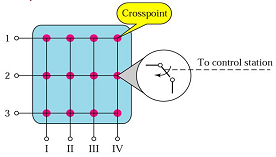 Crosspoint
1
2
To control station
3
I II III IV